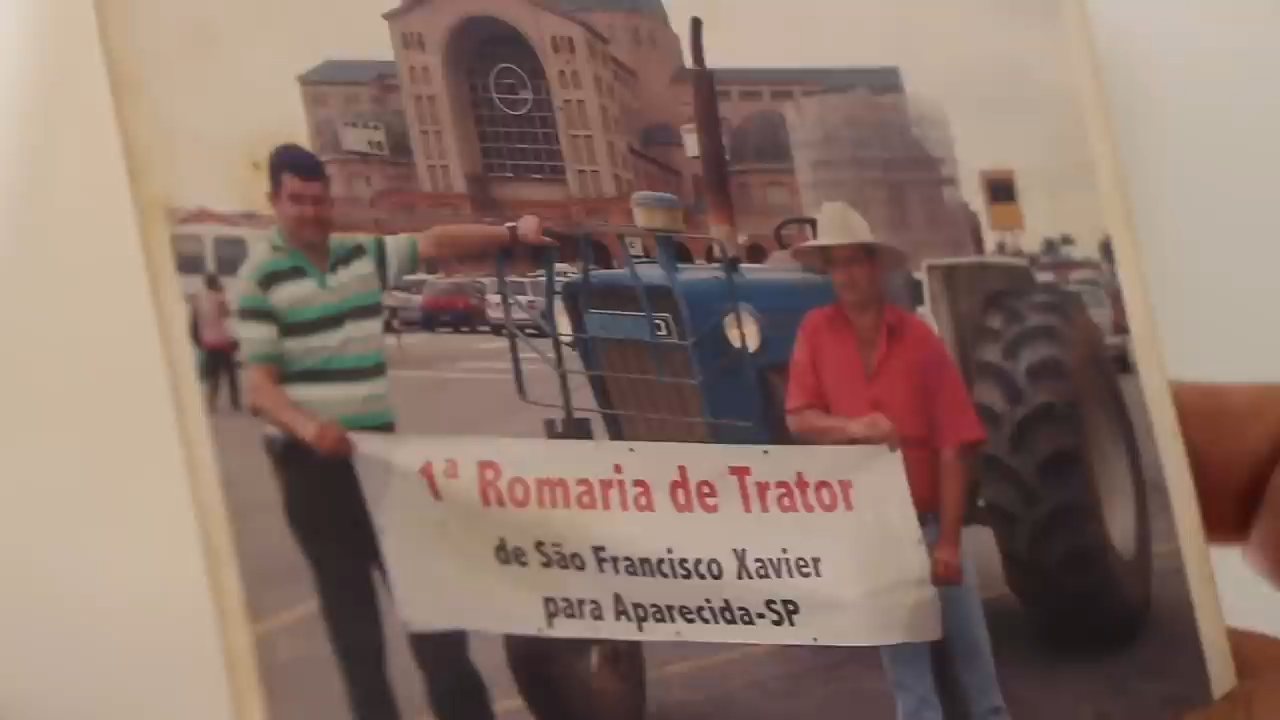 1ª Romaria de Trator
de São Francisco Xavier
para Aparecida-SP